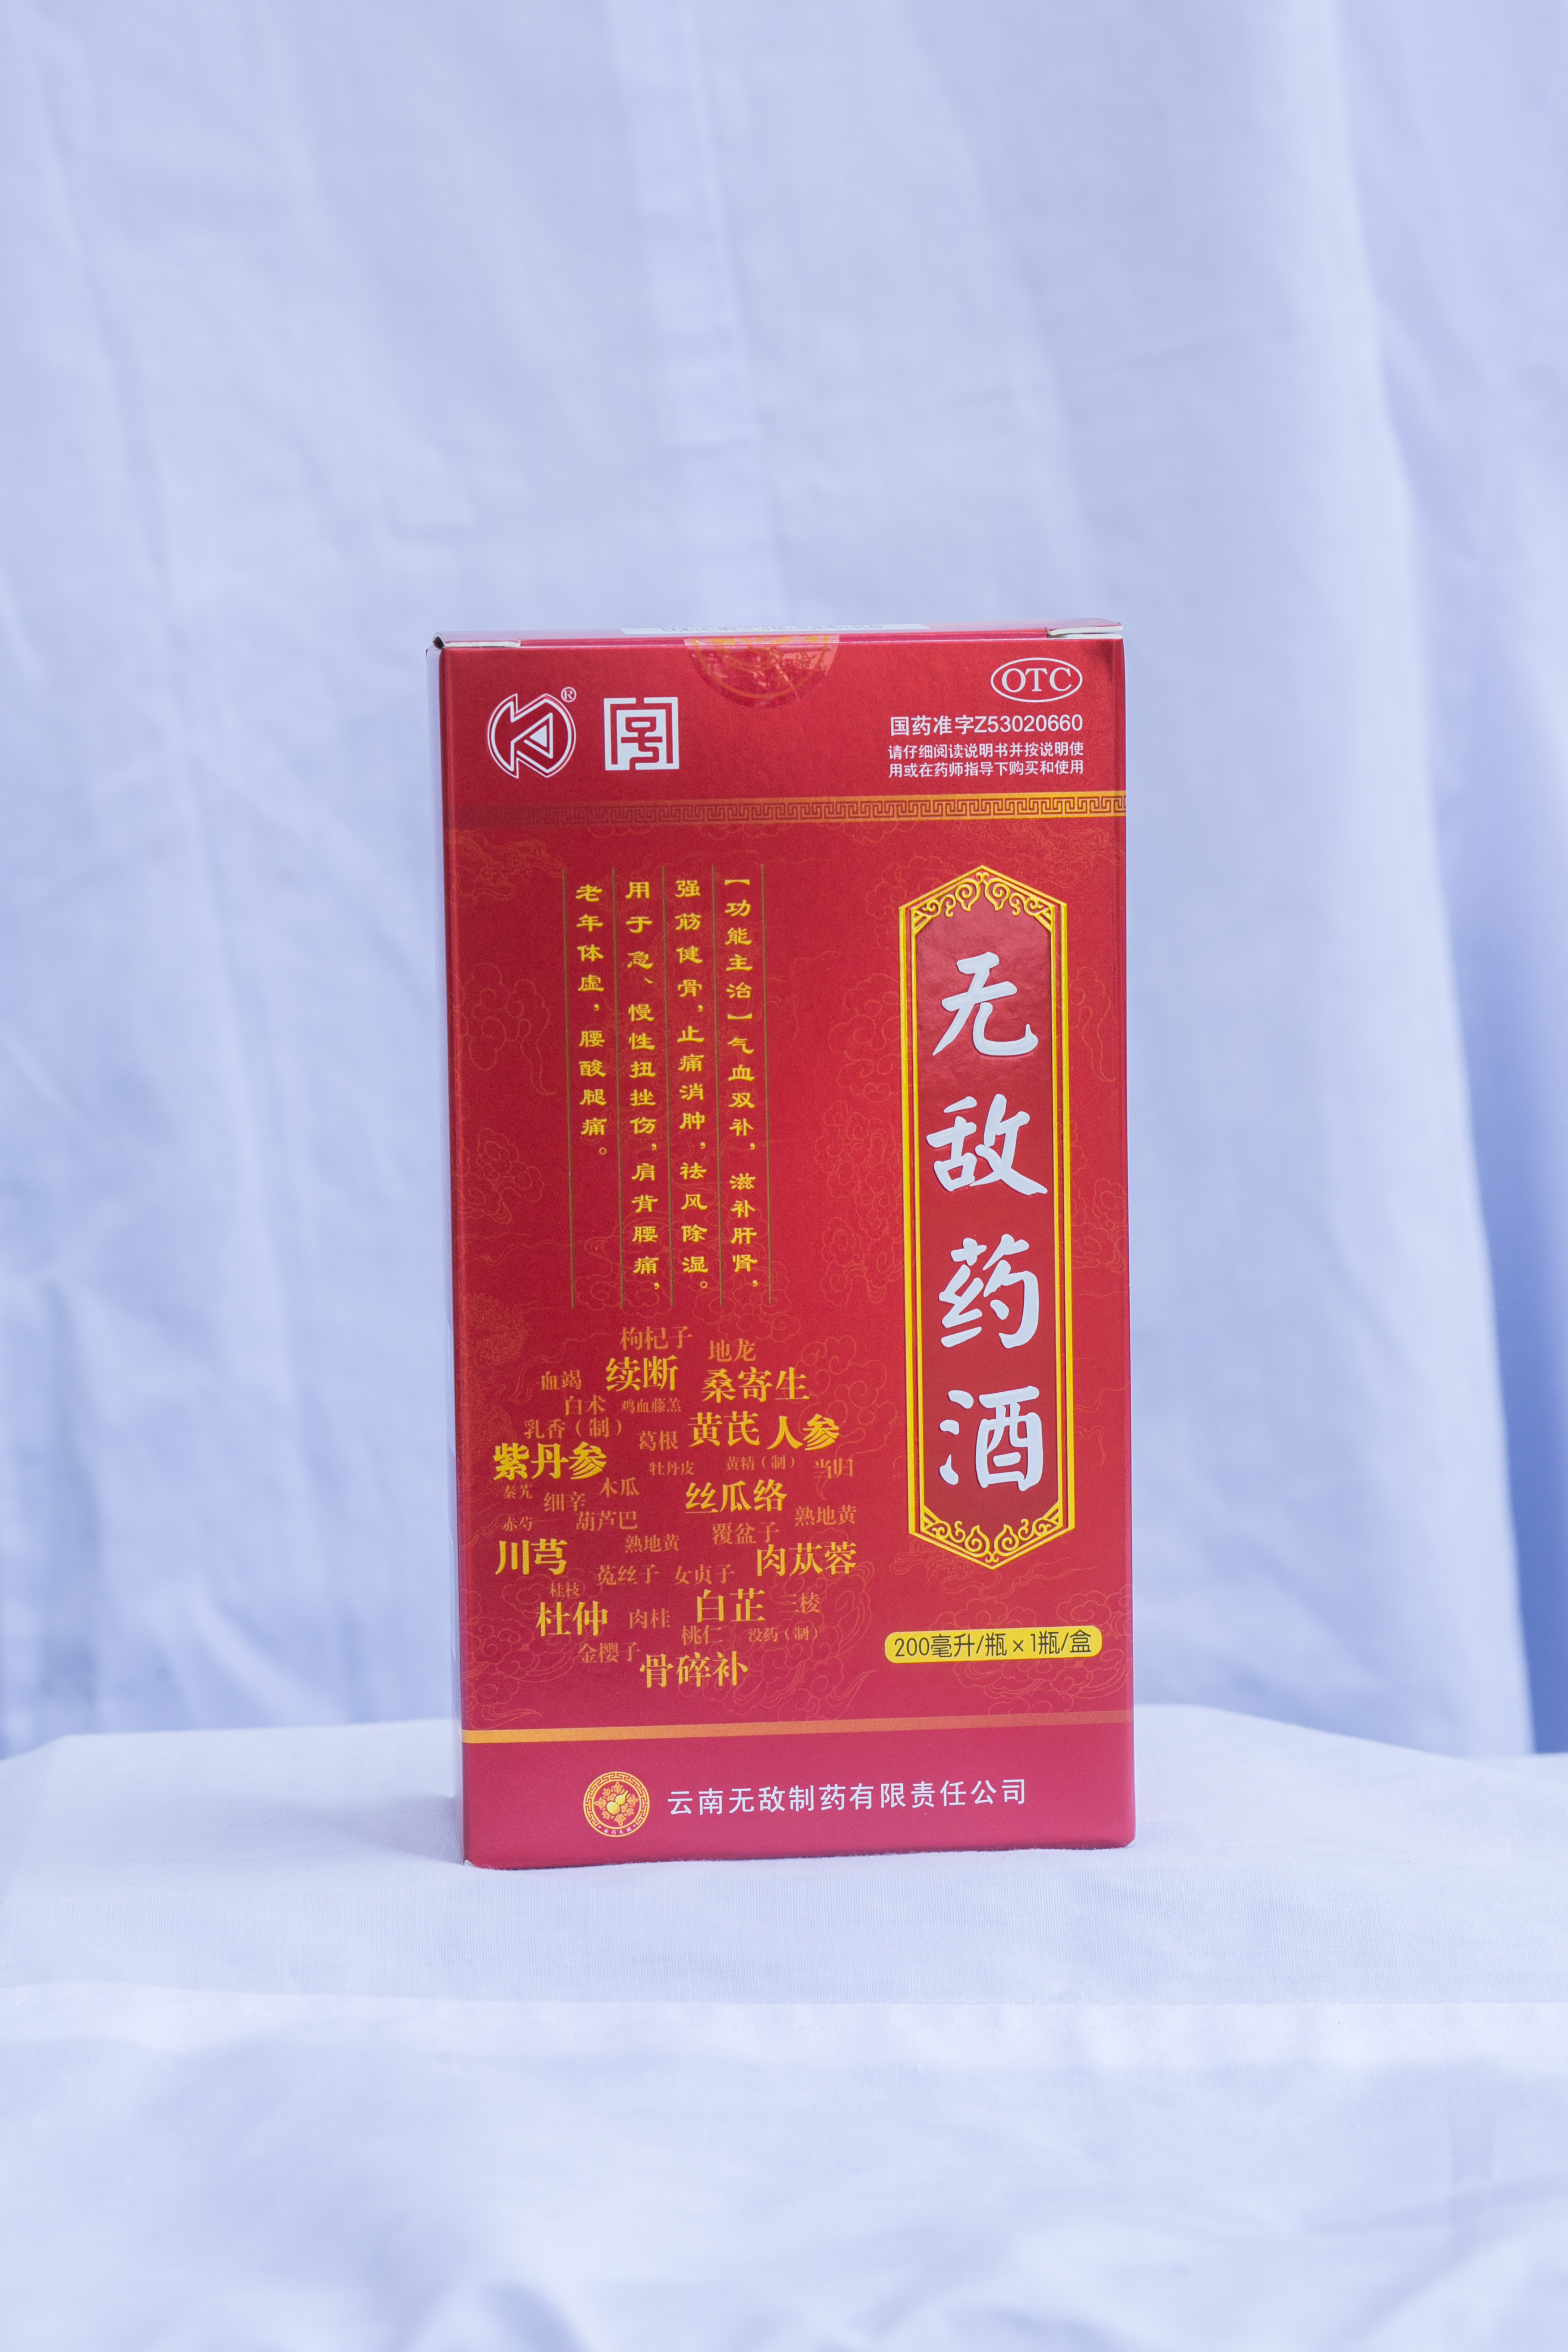 OTC
国药准字Z53020660
请仔细阅读说明书并按说明使
用或在药师指导下购买和使用
无敌药酒
【功能主治】气血双补，滋补肝肾，
强筋健骨，止痛消肿，祛风除湿。
用于急、慢性扭挫伤，肩背腰痛，
老年体虚，腰酸腿痛。
枸杞子 地龙
血竭 续断 桑寄生
白术 鸡血藤羔
乳香（制） 葛根 黄芪 人参
紫丹参 牡丹皮 黄精（制） 当归
秦艽 细辛 木瓜 丝瓜络
赤芍 葫芦巴 熟地黄
熟地黄 覆盆子
川芎 肉苁蓉
菟丝子 女贞子
桂枝
杜仲 肉桂 白芷 三棱
桃仁 没药（制）
金樱子 骨碎补
200毫升/瓶×1瓶/盒
云南无敌制药有限责任公司